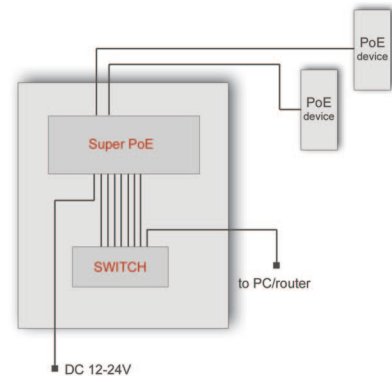 PoE
device
PoE
device
Super PoE
SWITCH
to PC/router
DC 12-24V